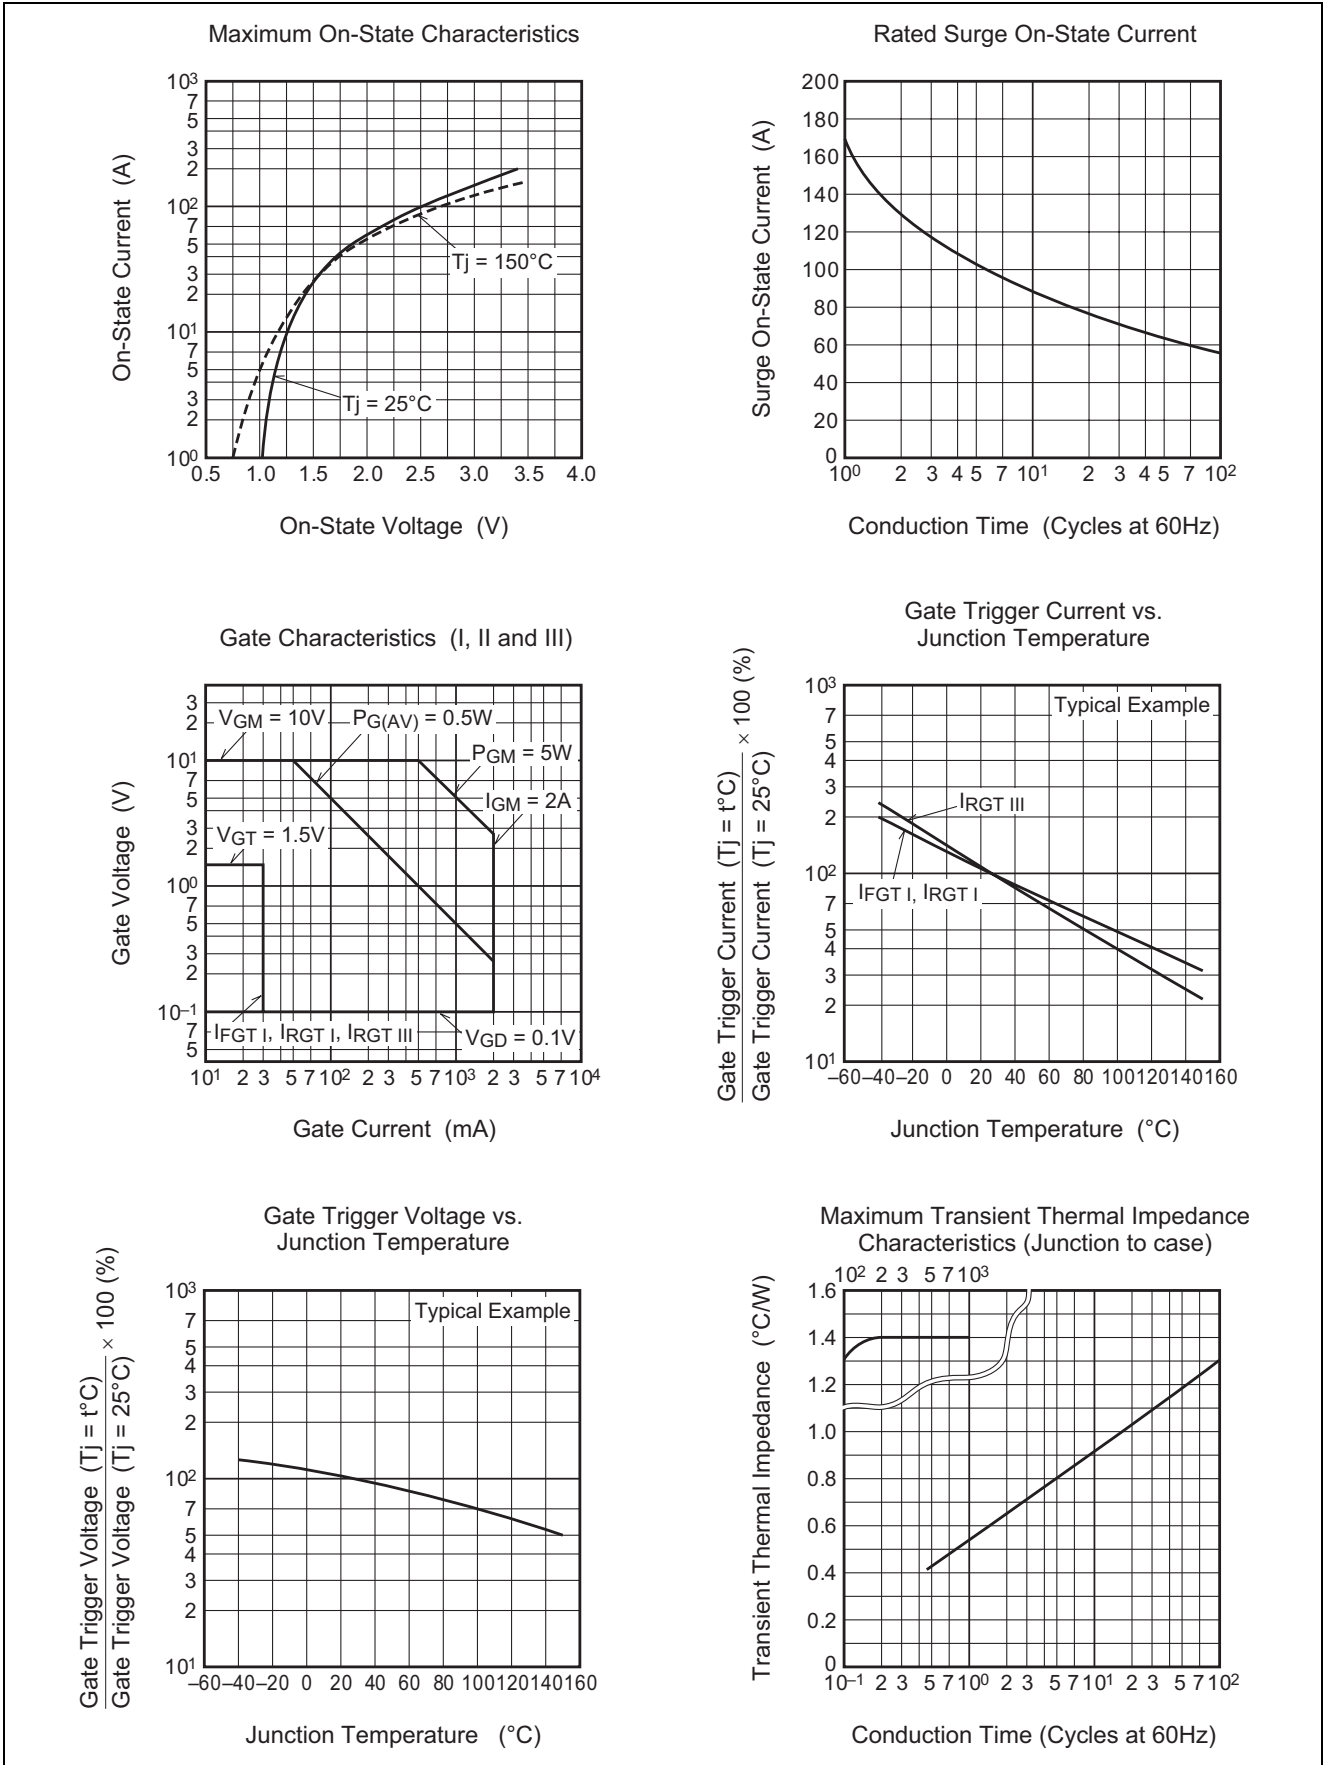 Maximum On-State Characteristics
10³
7
5
3
2
10²
7
5
3
2
10¹
7
5
3
2
10⁰
0.5 1.0 1.5 2.0 2.5 3.0 3.5 4.0
On-State Current (A)
On-State Voltage (V)
Tj = 150°C
Tj = 25°C
Rated Surge On-State Current
200
180
160
140
120
100
80
60
40
20
0
10⁰ 2 3 4 5 7 10¹ 2 3 4 5 7 10²
Surge On-State Current (A)
Conduction Time (Cycles at 60Hz)
Gate Characteristics (I, II and III)
3
2
10¹
7
5
3
2
10⁰
7
5
3
2
10⁻¹
7
5
10¹ 2 3 5 7 10² 2 3 5 7 10³ 2 3 5 7 10⁴
Gate Voltage (V)
Gate Current (mA)
VGM = 10V
PG(AV) = 0.5W
PGM = 5W
IGM = 2A
VGT = 1.5V
IFGT I, IRGT I, IRGT III
VGD = 0.1V
Gate Trigger Current vs.
Junction Temperature
10³
7
5
4
3
2
10²
7
5
4
3
2
10¹
–60 –40 –20 0 20 40 60 80 100 120 140 160
Gate Trigger Current (Tj = t°C)
Gate Trigger Current (Tj = 25°C)
× 100 (%)
Junction Temperature (°C)
Typical Example
IRGT III
IFGT I, IRGT I
Gate Trigger Voltage vs.
Junction Temperature
10³
7
5
4
3
2
10²
7
5
4
3
2
10¹
–60 –40 –20 0 20 40 60 80 100 120 140 160
Gate Trigger Voltage (Tj = t°C)
Gate Trigger Voltage (Tj = 25°C)
× 100 (%)
Junction Temperature (°C)
Typical Example
Maximum Transient Thermal Impedance
Characteristics (Junction to case)
10² 2 3 5 7 10³
1.6
1.4
1.2
1.0
0.8
0.6
0.4
0.2
0
10⁻¹ 2 3 5 7 10⁰ 2 3 5 7 10¹ 2 3 5 7 10²
Transient Thermal Impedance (°C/W)
Conduction Time (Cycles at 60Hz)